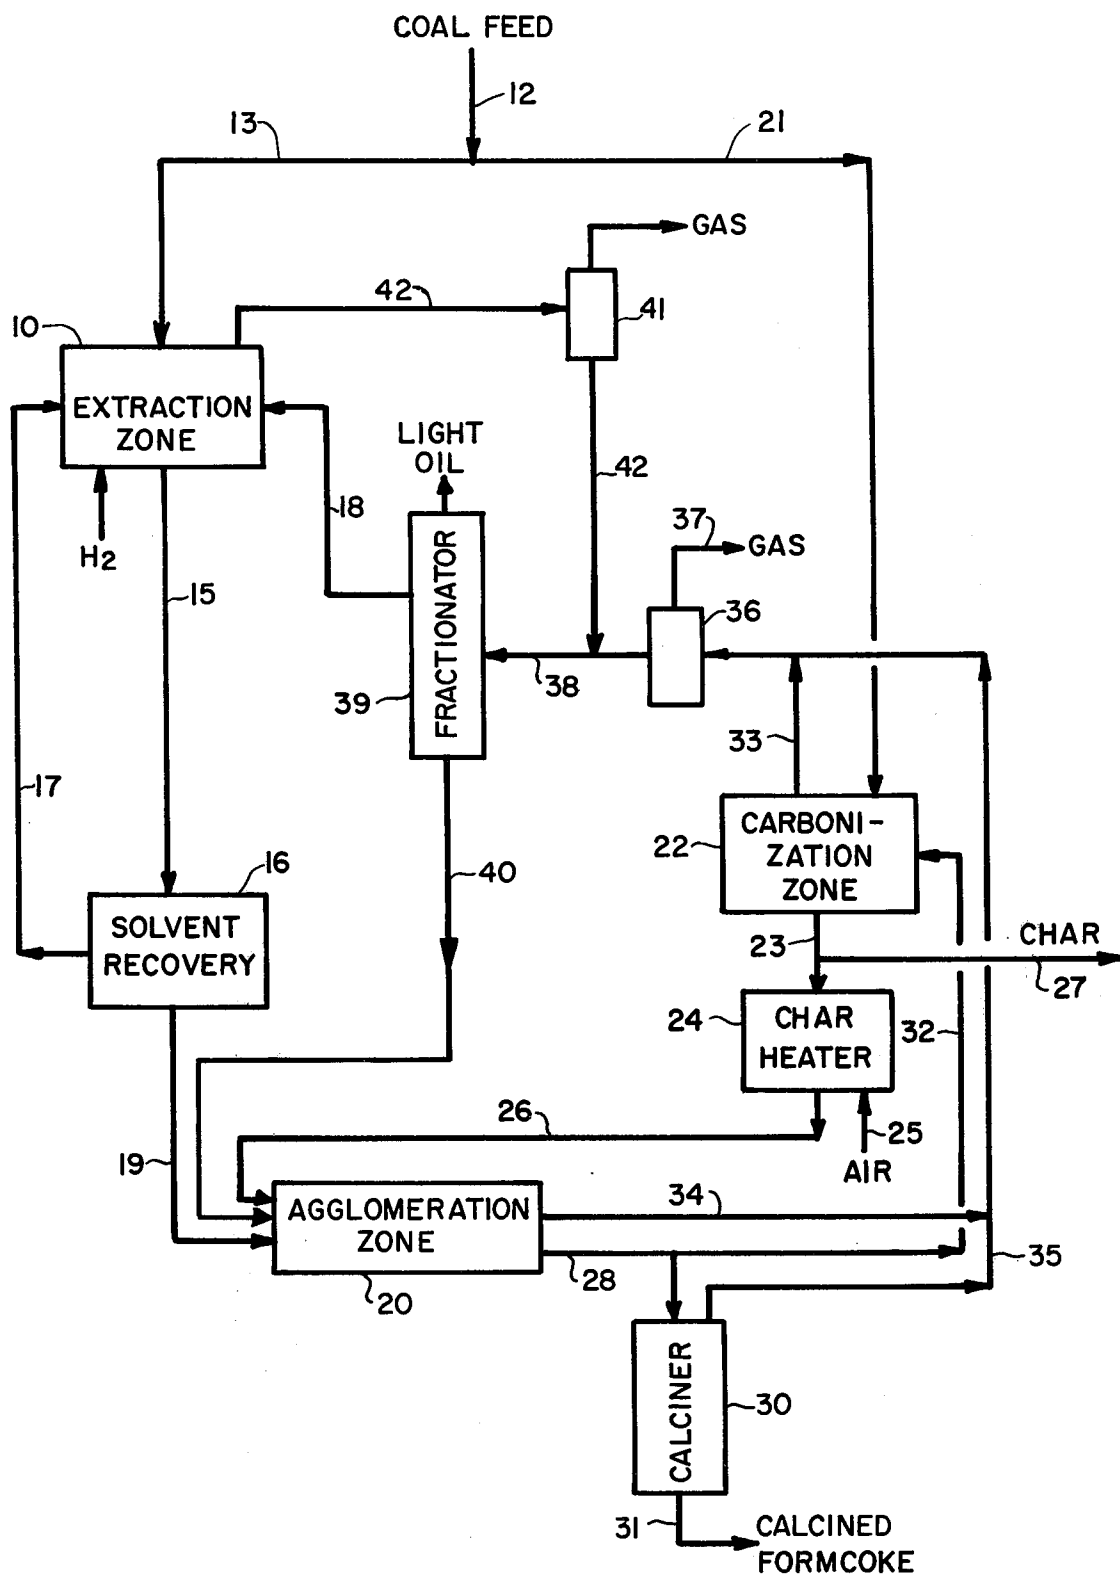 COAL FEED
12
13
21
GAS
42
41
10
EXTRACTION
ZONE
LIGHT
OIL
42
18
37
GAS
H2
15
36
FRACTIONATOR
38
39
33
17
CARBONI-
ZATION
ZONE
22
40
16
SOLVENT
RECOVERY
23
CHAR
27
24
CHAR
HEATER
32
26
25
AIR
19
AGGLOMERATION
ZONE
34
28
35
20
CALCINER
30
31
CALCINED
FORMCOKE